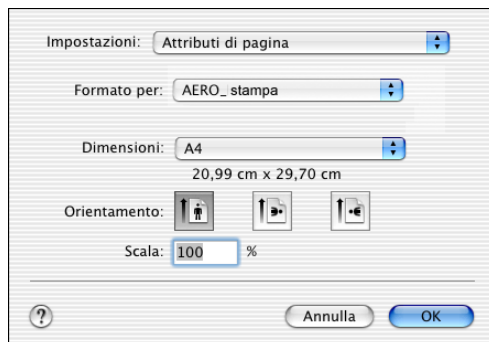 Impostazioni: Attributi di pagina
Formato per: AERO_ stampa
Dimensioni: A4
20,99 cm x 29,70 cm
Orientamento:
Scala: 100 %
? Annulla OK